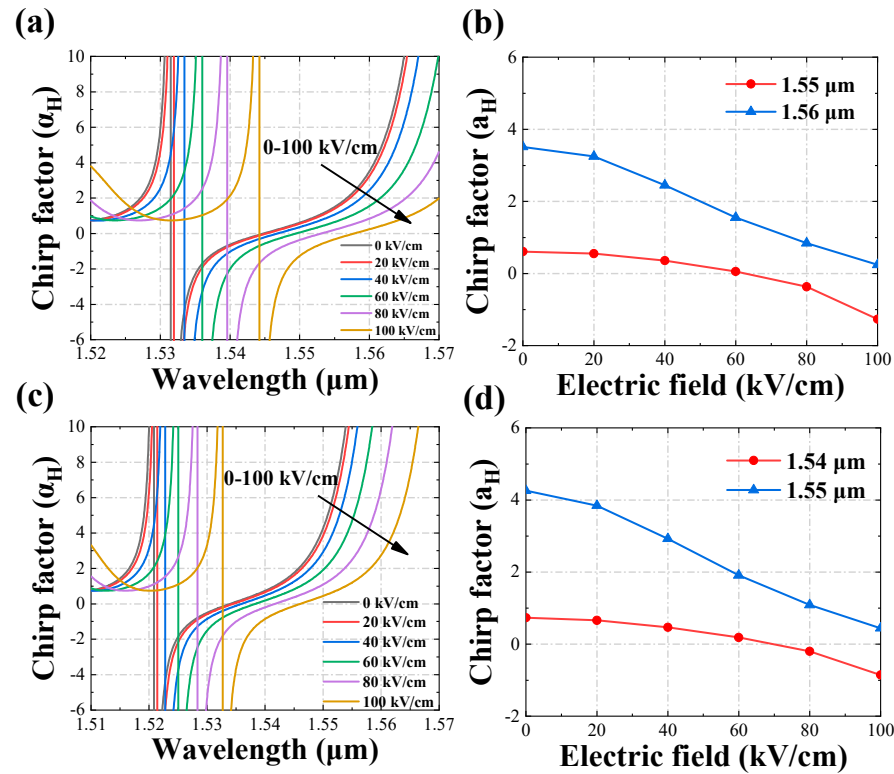 (a)
10
8
6
4
2
0
-2
-4
-6
Chirp factor (α_H)
0-100 kV/cm
0 kV/cm
20 kV/cm
40 kV/cm
60 kV/cm
80 kV/cm
100 kV/cm
1.52 1.53 1.54 1.55 1.56 1.57
Wavelength (μm)
(b)
6
4
2
0
-2
Chirp factor (a_H)
1.55 μm
1.56 μm
0 20 40 60 80 100
Electric field (kV/cm)
(c)
10
8
6
4
2
0
-2
-4
-6
Chirp factor (α_H)
0-100 kV/cm
0 kV/cm
20 kV/cm
40 kV/cm
60 kV/cm
80 kV/cm
100 kV/cm
1.51 1.52 1.53 1.54 1.55 1.56 1.57
Wavelength (μm)
(d)
6
4
2
0
-2
Chirp factor (a_H)
1.54 μm
1.55 μm
0 20 40 60 80 100
Electric field (kV/cm)